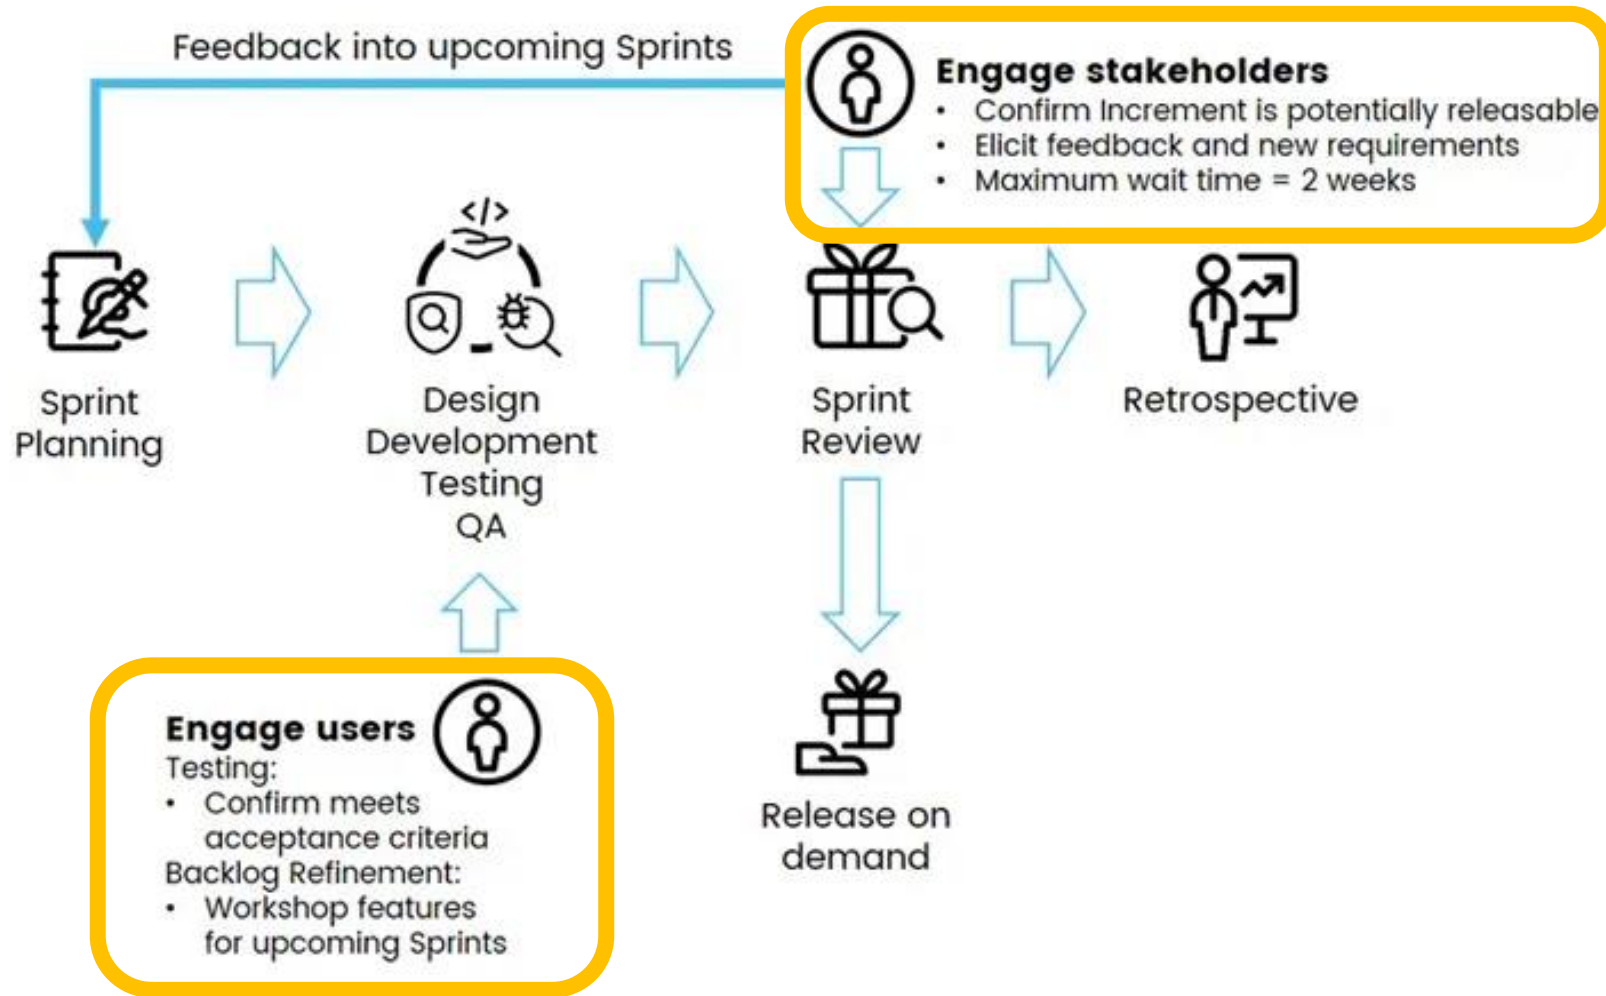 Feedback into upcoming Sprints
Engage stakeholders
• Confirm Increment is potentially releasable
• Elicit feedback and new requirements
• Maximum wait time = 2 weeks
</>
Sprint
Planning
Design
Development
Testing
QA
Sprint
Review
Retrospective
Engage users
Testing:
• Confirm meets
acceptance criteria
Backlog Refinement:
• Workshop features
for upcoming Sprints
Release on
demand